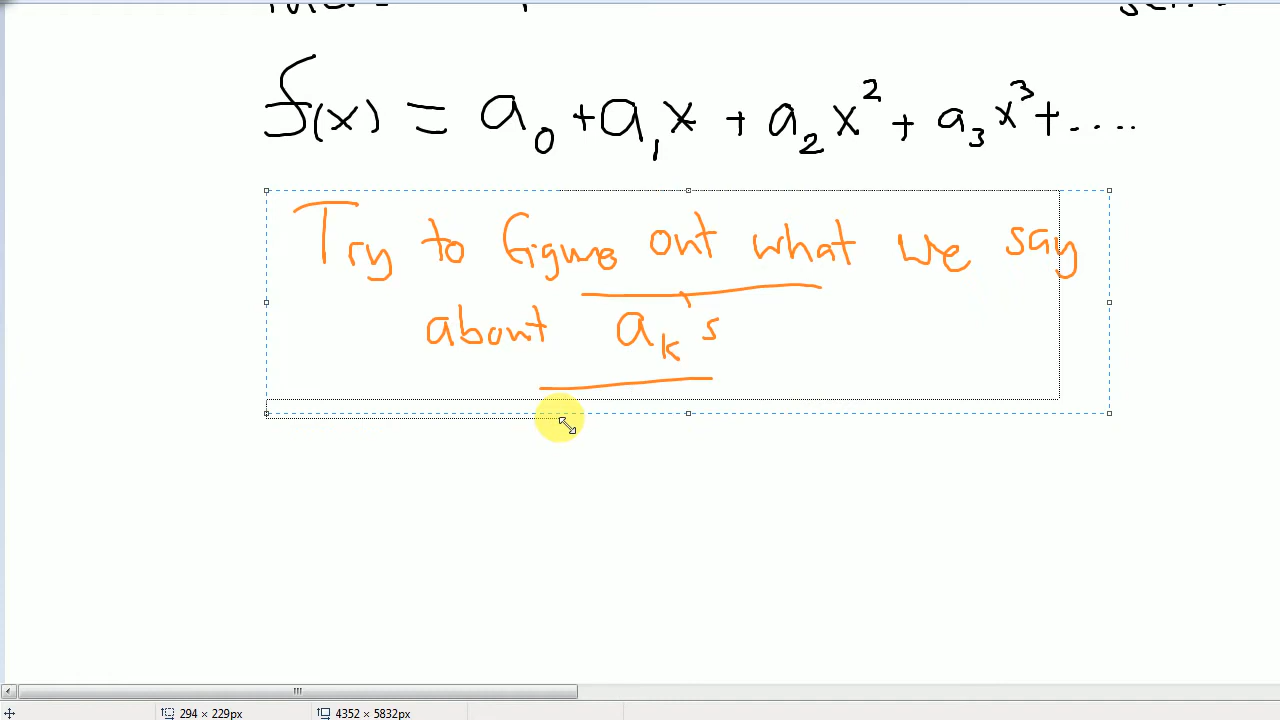 f(x) = a₀ + a₁x + a₂x² + a₃x³ + ....
Try to figure out what we say
about aₖ's
294 × 229px 4352 × 5832px